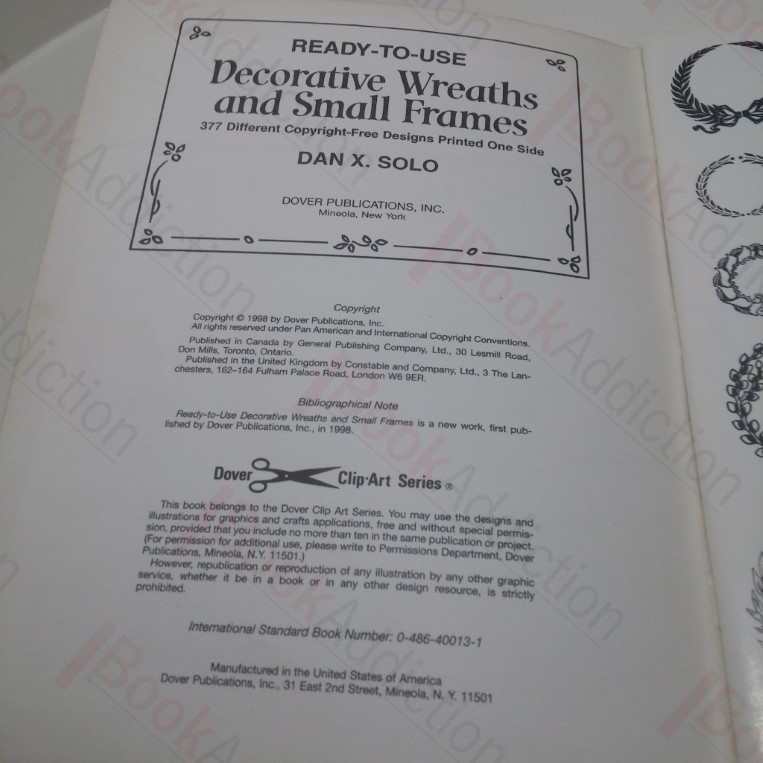 READY-TO-USE
Decorative Wreaths
and Small Frames
377 Different Copyright-Free Designs Printed One Side
DAN X. SOLO
DOVER PUBLICATIONS, INC.
Mineola, New York
Copyright
Copyright © 1998 by Dover Publications, Inc.
All rights reserved under Pan American and International Copyright Conventions.
Published in Canada by General Publishing Company, Ltd., 30 Lesmill Road,
Don Mills, Toronto, Ontario.
Published in the United Kingdom by Constable and Company, Ltd., 3 The Lan-
chesters, 162–164 Fulham Palace Road, London W6 9ER.
Bibliographical Note
Ready-to-Use Decorative Wreaths and Small Frames is a new work, first pub-
lished by Dover Publications, Inc., in 1998.
Dover Clip-Art Series ®
This book belongs to the Dover Clip Art Series. You may use the designs and
illustrations for graphics and crafts applications, free and without special permis-
sion, provided that you include no more than ten in the same publication or project.
(For permission for additional use, please write to Permissions Department, Dover
Publications, Mineola, N.Y. 11501.)
However, republication or reproduction of any illustration by any other graphic
service, whether it be in a book or in any other design resource, is strictly
prohibited.
International Standard Book Number: 0-486-40013-1
Manufactured in the United States of America
Dover Publications, Inc., 31 East 2nd Street, Mineola, N. Y. 11501
BookAddiction